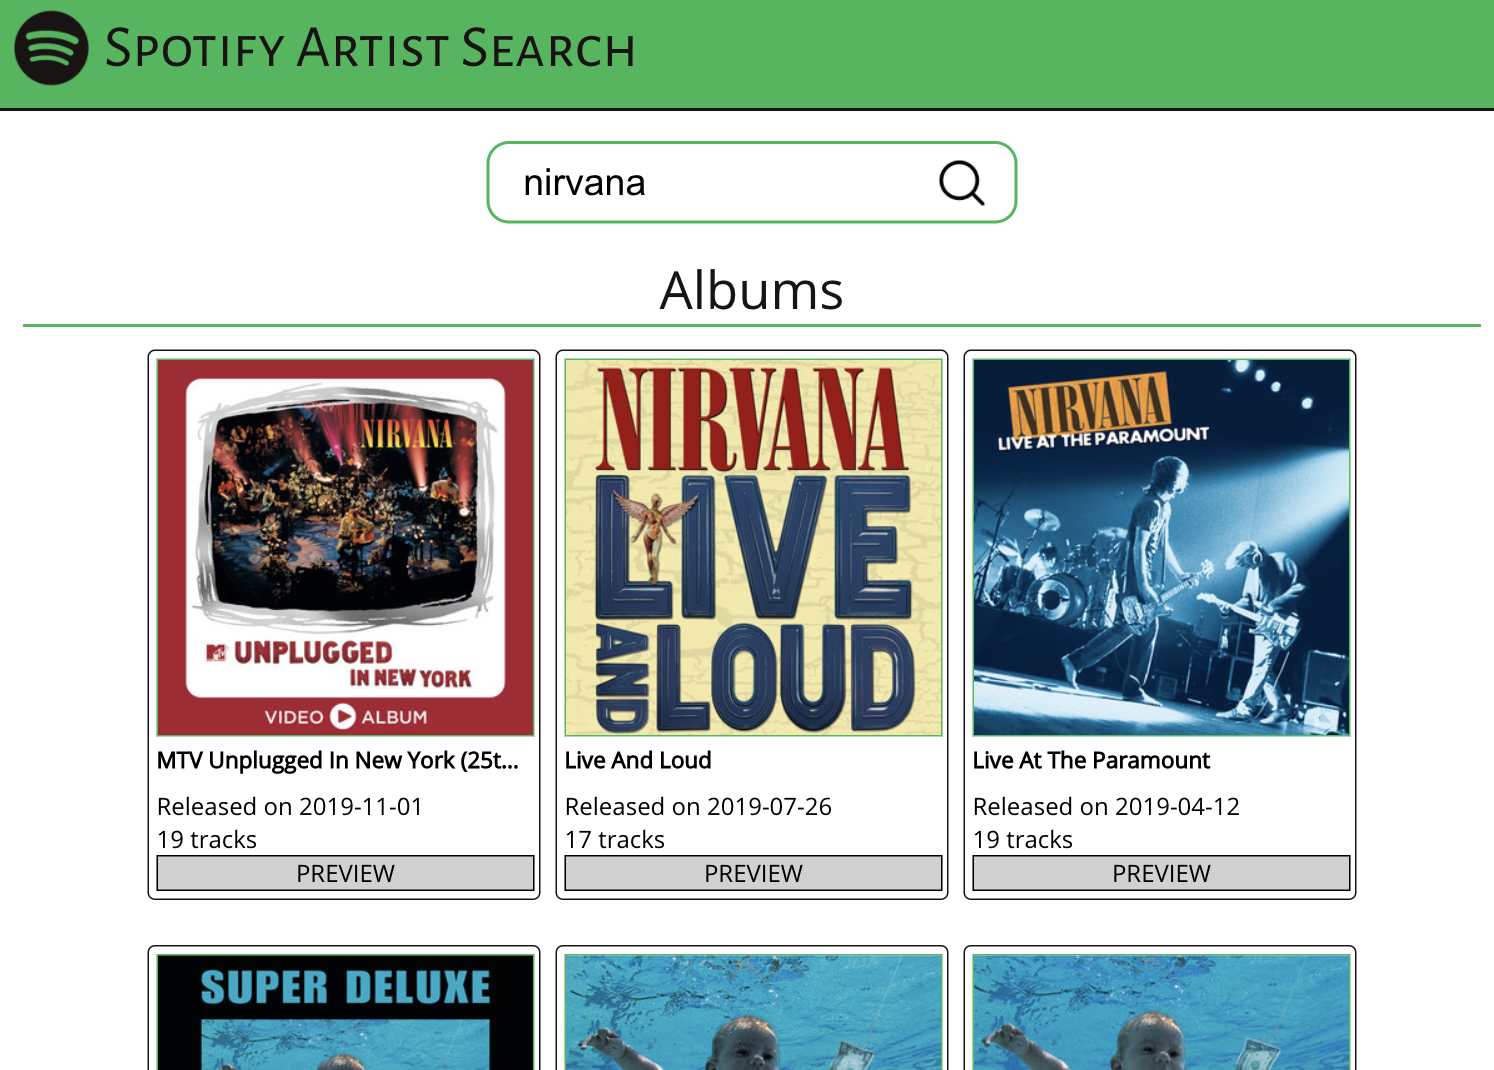 Spotify Artist Search
nirvana
Albums
NIRVANA
UNPLUGGED
IN NEW YORK
VIDEO ALBUM
MTV Unplugged In New York (25t...
Released on 2019-11-01
19 tracks
PREVIEW
NIRVANA
LIVE
AND LOUD
Live And Loud
Released on 2019-07-26
17 tracks
PREVIEW
NIRVANA
LIVE AT THE PARAMOUNT
Live At The Paramount
Released on 2019-04-12
19 tracks
PREVIEW
SUPER DELUXE